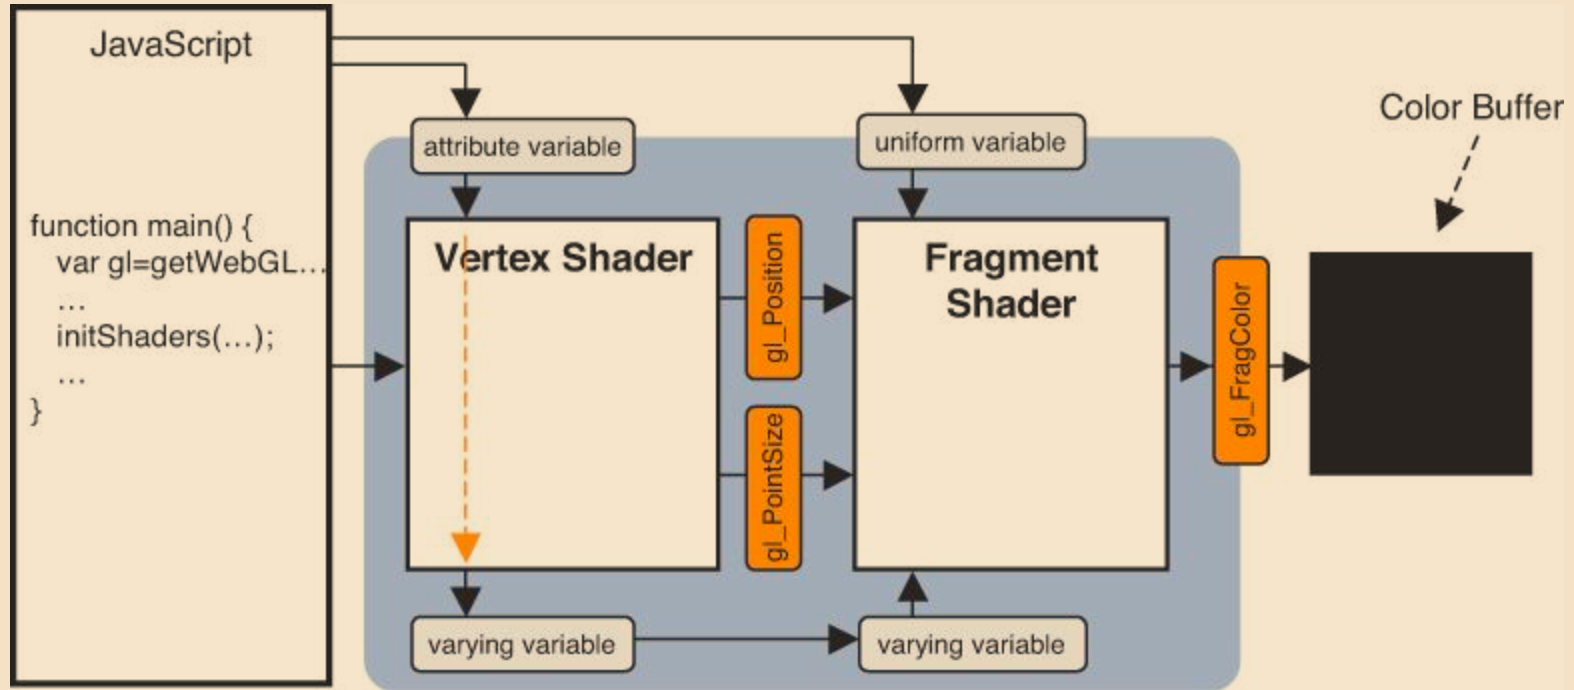 JavaScript
function main() {
var gl=getWebGL…
…
initShaders(…);
…
}
attribute variable
uniform variable
Vertex Shader
Fragment
Shader
gl_Position
gl_PointSize
varying variable
varying variable
gl_FragColor
Color Buffer